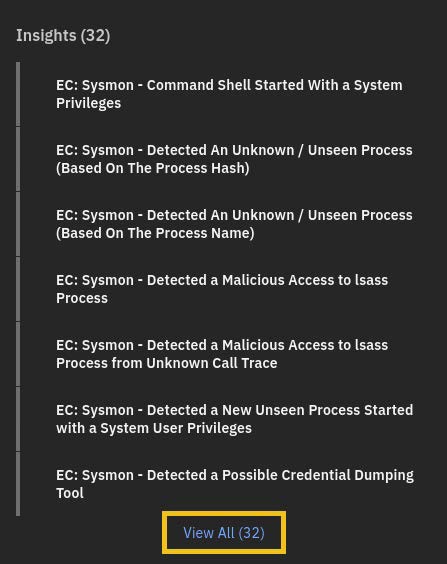 Insights (32)
EC: Sysmon - Command Shell Started With a System
Privileges
EC: Sysmon - Detected An Unknown / Unseen Process
(Based On The Process Hash)
EC: Sysmon - Detected An Unknown / Unseen Process
(Based On The Process Name)
EC: Sysmon - Detected a Malicious Access to lsass
Process
EC: Sysmon - Detected a Malicious Access to lsass
Process from Unknown Call Trace
EC: Sysmon - Detected a New Unseen Process Started
with a System User Privileges
EC: Sysmon - Detected a Possible Credential Dumping
Tool
View All (32)